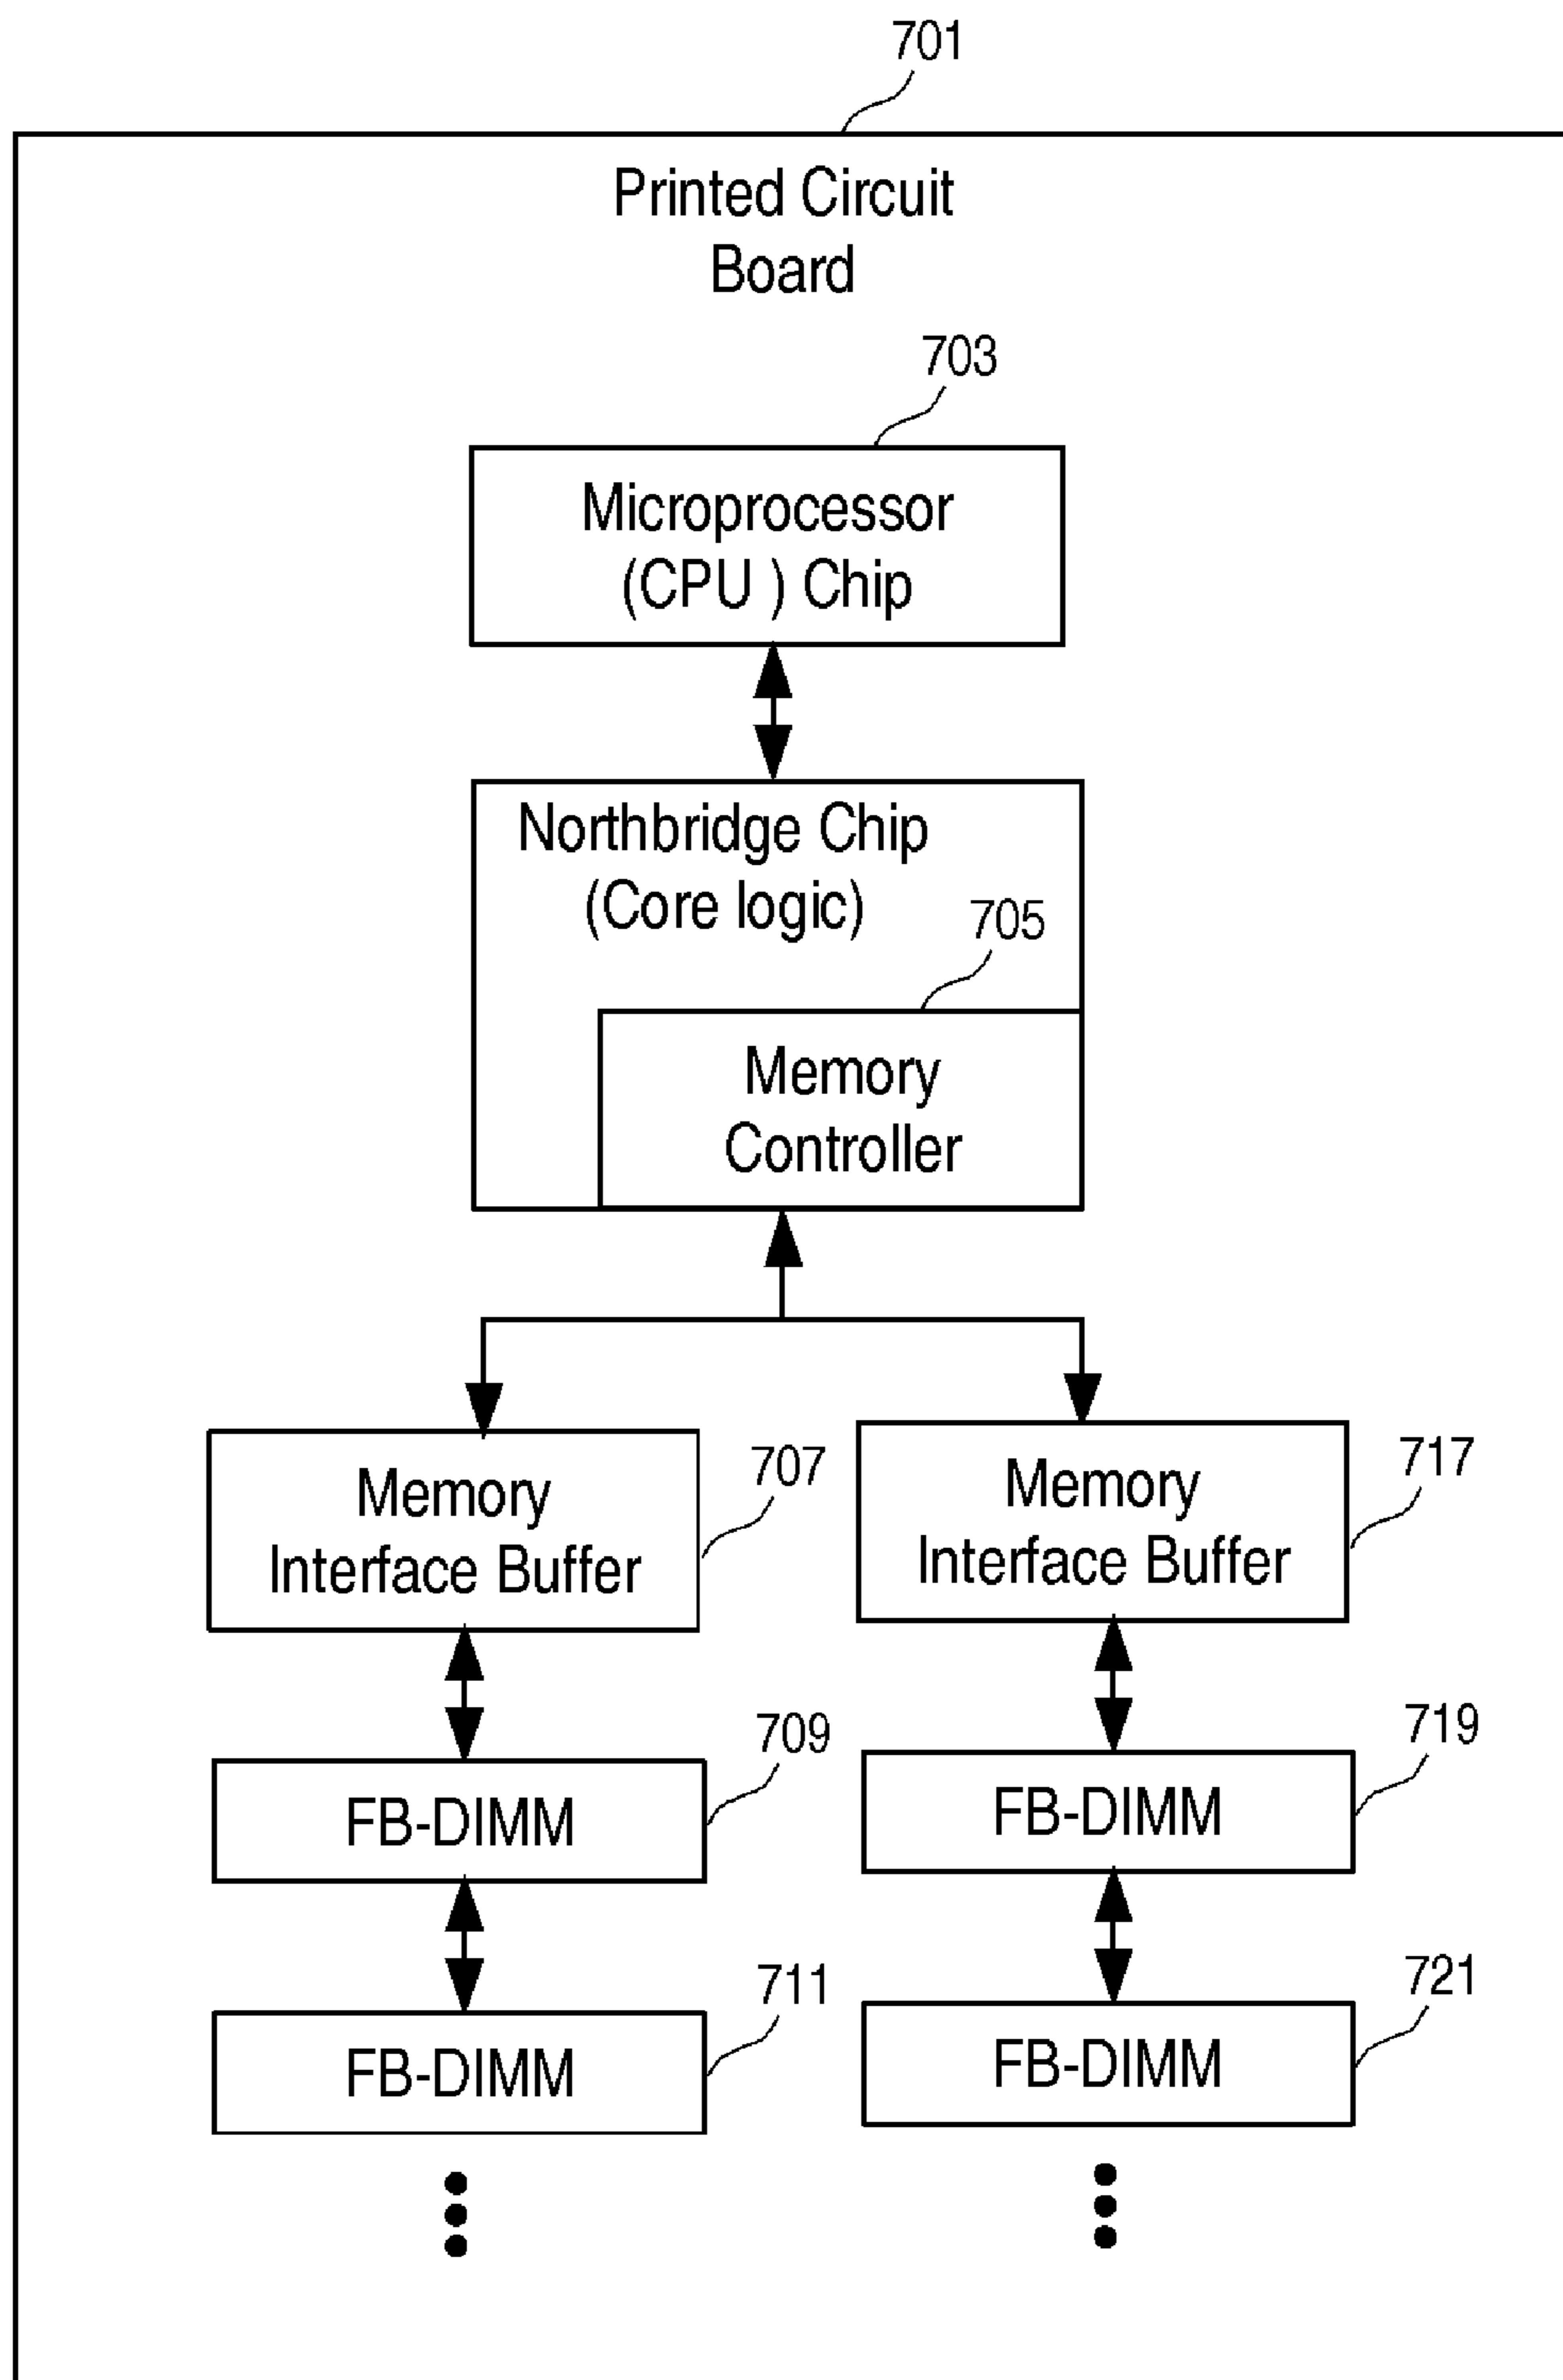 701
Printed Circuit
Board
703
Microprocessor
(CPU ) Chip
Northbridge Chip
(Core logic)
705
Memory
Controller
Memory
Interface Buffer
707
Memory
Interface Buffer
717
FB-DIMM
709
FB-DIMM
719
FB-DIMM
711
FB-DIMM
721